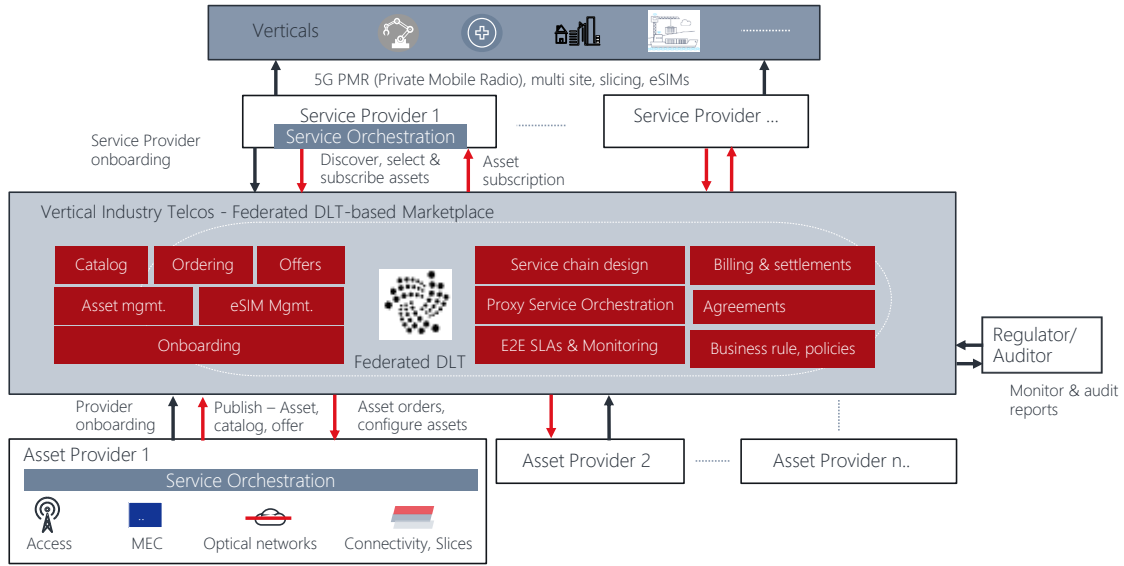 Verticals
5G PMR (Private Mobile Radio), multi site, slicing, eSIMs
Service Provider 1
Service Orchestration
Service Provider ...
Service Provider
onboarding
Discover, select &
subscribe assets
Asset
subscription
Vertical Industry Telcos - Federated DLT-based Marketplace
Catalog
Ordering
Offers
Asset mgmt.
eSIM Mgmt.
Onboarding
Federated DLT
Service chain design
Proxy Service Orchestration
E2E SLAs & Monitoring
Billing & settlements
Agreements
Business rule, policies
Regulator/
Auditor
Monitor & audit
reports
Provider
onboarding
Publish – Asset,
catalog, offer
Asset orders,
configure assets
Asset Provider 1
Service Orchestration
Access
MEC
Optical networks
Connectivity, Slices
Asset Provider 2
Asset Provider n..